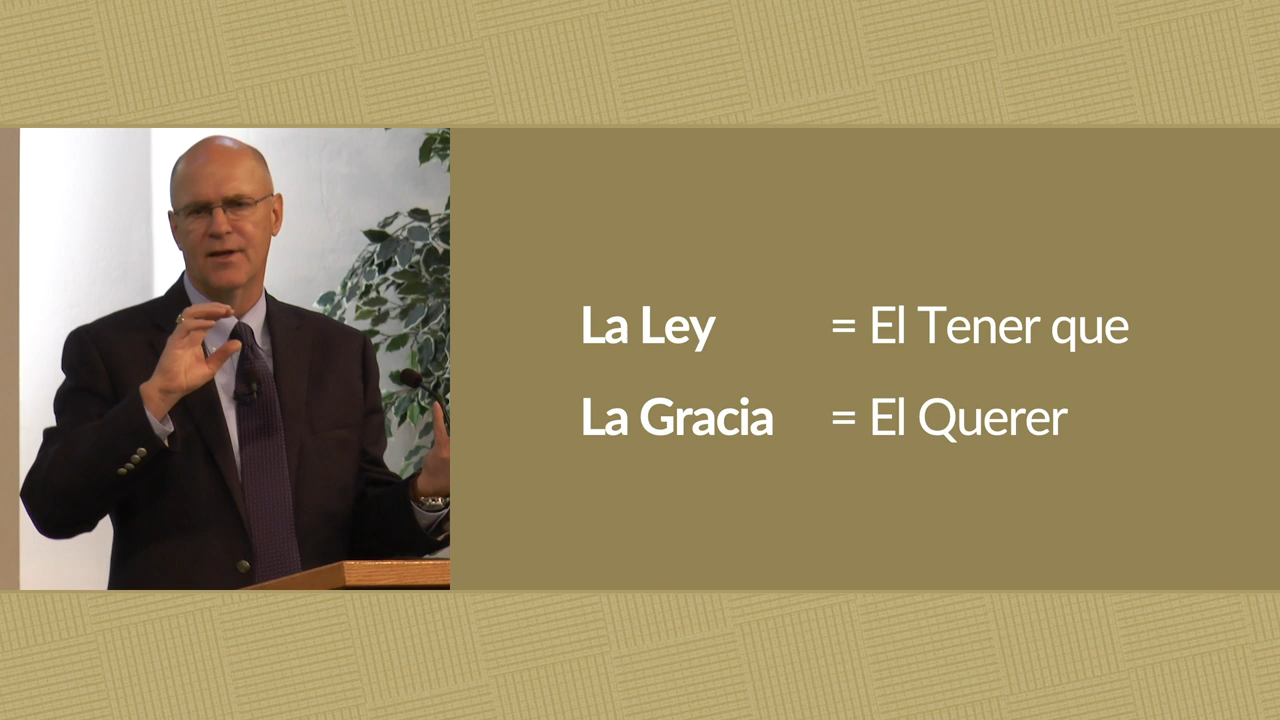 La Ley = El Tener que
La Gracia = El Querer